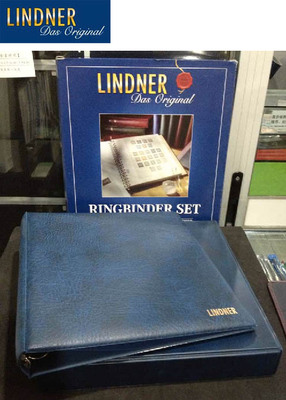 LINDNER
Das Original
LINDNER
Das Original
RINGBINDER SET
LINDNER